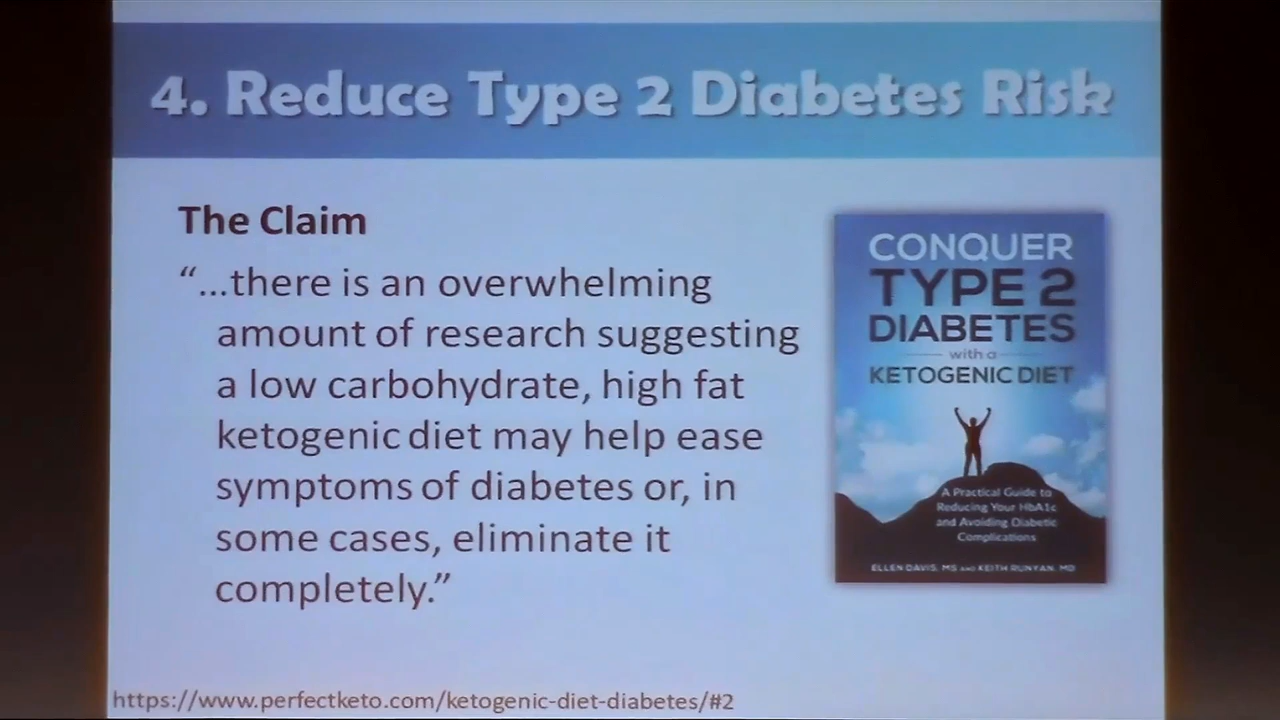 4. Reduce Type 2 Diabetes Risk
The Claim
“…there is an overwhelming
amount of research suggesting
a low carbohydrate, high fat
ketogenic diet may help ease
symptoms of diabetes or, in
some cases, eliminate it
completely.”
CONQUER
TYPE 2
DIABETES
with a
KETOGENIC DIET
A Practical Guide to
Reducing Your HbA1c
and Avoiding Diabetic
Complications
ELLEN DAVIS, MS AND KEITH RUNYAN, MD
https://www.perfectketo.com/ketogenic-diet-diabetes/#2